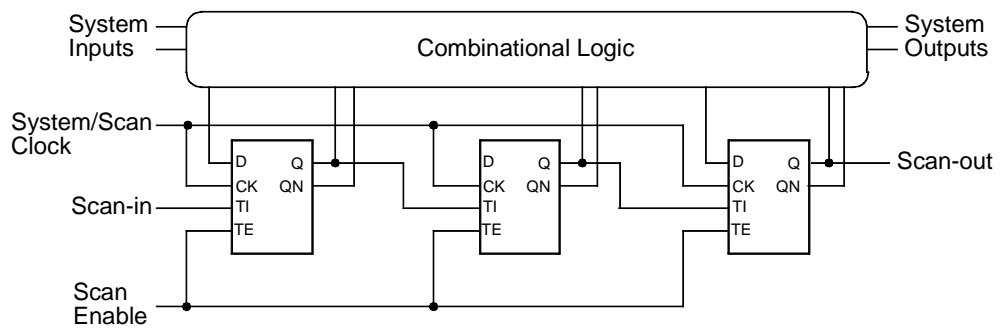 System
Inputs
Combinational Logic
System
Outputs
System/Scan
Clock
D
Q
CK
QN
TI
TE
D
Q
CK
QN
TI
TE
D
Q
CK
QN
TI
TE
Scan-in
Scan-out
Scan
Enable